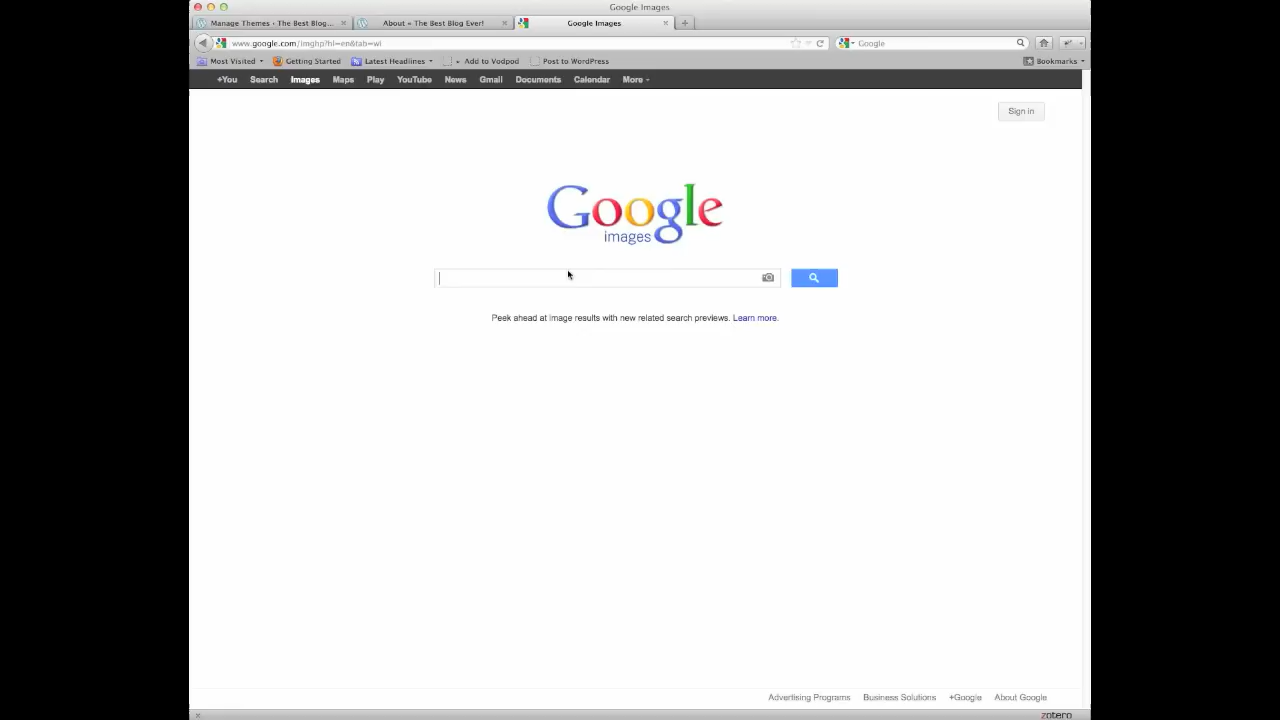 Google Images
Manage Themes ‹ The Best Blog...
About « The Best Blog Ever!
Google Images
www.google.com/imghp?hl=en&tab=wi
Google
Most Visited
Getting Started
Latest Headlines
Add to Vodpod
Post to WordPress
Bookmarks
+You Search Images Maps Play YouTube News Gmail Documents Calendar More
Sign in
Google
images
Peek ahead at image results with new related search previews. Learn more.
Advertising Programs Business Solutions +Google About Google
zotero